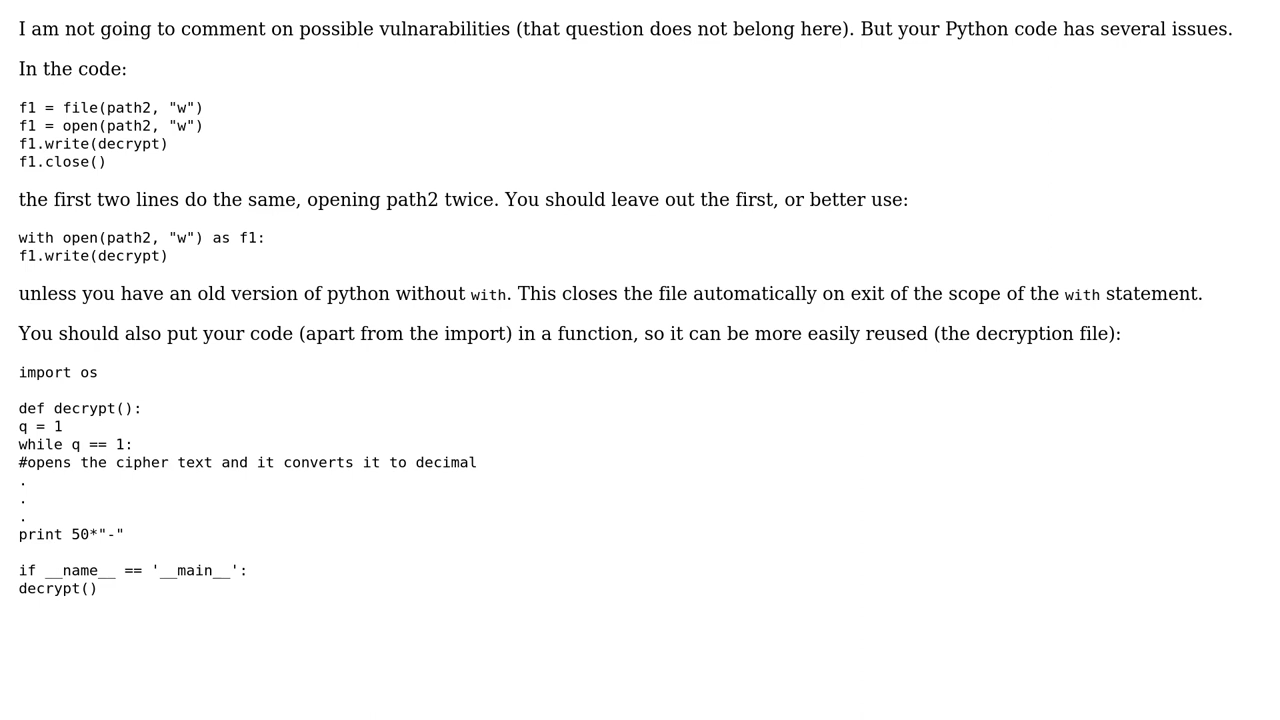 I am not going to comment on possible vulnarabilities (that question does not belong here). But your Python code has several issues.
In the code:
f1 = file(path2, "w")
f1 = open(path2, "w")
f1.write(decrypt)
f1.close()
the first two lines do the same, opening path2 twice. You should leave out the first, or better use:
with open(path2, "w") as f1:
f1.write(decrypt)
unless you have an old version of python without with. This closes the file automatically on exit of the scope of the with statement.
You should also put your code (apart from the import) in a function, so it can be more easily reused (the decryption file):
import os
def decrypt():
q = 1
while q == 1:
#opens the cipher text and it converts it to decimal
.
.
.
print 50*"-"
if __name__ == '__main__':
decrypt()